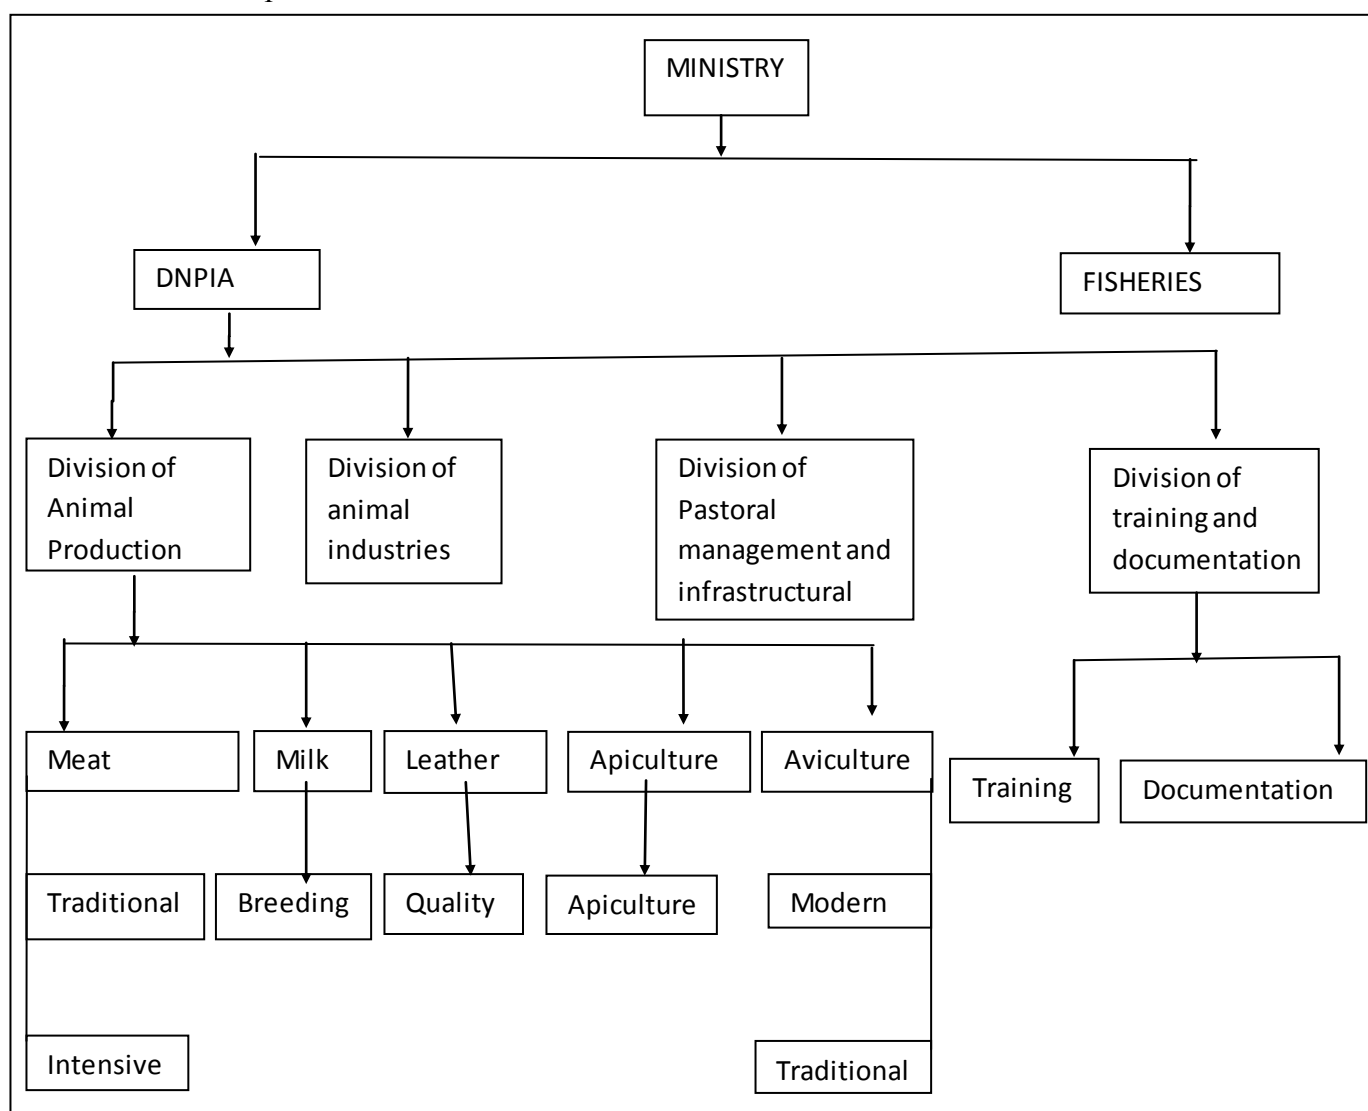 MINISTRY
DNPIA
FISHERIES
Division of
Animal
Production
Division of
animal
industries
Division of
Pastoral
management and
infrastructural
Division of
training and
documentation
Meat
Milk
Leather
Apiculture
Aviculture
Training
Documentation
Traditional
Breeding
Quality
Apiculture
Modern
Intensive
Traditional